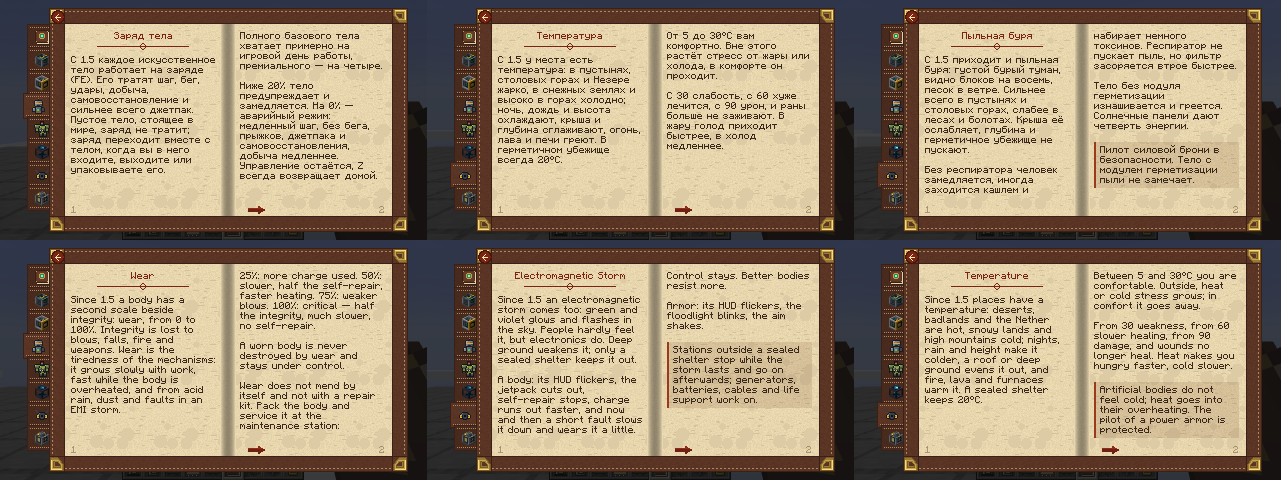 Заряд тела
С 1.5 каждое искусственное
тело работает на заряде
(FE). Его тратят шаг, бег,
удары, добыча,
самовосстановление и
сильнее всего джетпак.
Пустое тело, стоящее в
мире, заряд не тратит;
заряд переходит вместе с
телом, когда вы в него
входите, выходите или
упаковываете его.
1
Полного базового тела
хватает примерно на
игровой день работы,
премиального — на четыре.
Ниже 20% тело
предупреждает и
замедляется. На 0% —
аварийный режим:
медленный шаг, без бега,
прыжков, джетпака и
самовосстановления,
добыча медленнее.
Управление остаётся, Z
всегда возвращает домой.
2
Температура
С 1.5 у места есть
температура: в пустынях,
столовых горах и Незере
жарко, в снежных землях и
высоко в горах холодно;
ночь, дождь и высота
охлаждают, крыша и
глубина сглаживают, огонь,
лава и печи греют. В
герметичном убежище
всегда 20°C.
1
От 5 до 30°C вам
комфортно. Вне этого
растёт стресс от жары или
холода, в комфорте он
проходит.
С 30 слабость, с 60 хуже
лечится, с 90 урон, и раны
больше не заживают. В
жару голод приходит
быстрее, в холод
медленнее.
2
Пыльная буря
С 1.5 приходит и пыльная
буря: густой бурый туман,
видно блоков на восемь,
песок в ветре. Сильнее
всего в пустынях и
столовых горах, слабее в
лесах и болотах. Крыша её
ослабляет, глубина и
герметичное убежище не
пускают.
Без респиратора человек
замедляется, иногда
заходится кашлем и
1
набирает немного
токсинов. Респиратор не
пускает пыль, но фильтр
засоряется втрое быстрее.
Тело без модуля
герметизации
изнашивается и греется.
Солнечные панели дают
четверть энергии.
Пилот силовой брони в
безопасности. Тело с
модулем герметизации
пыли не замечает.
2
Wear
Since 1.5 a body has a
second scale beside
integrity: wear, from 0 to
100%. Integrity is lost to
blows, falls, fire and
weapons. Wear is the
tiredness of the mechanisms:
it grows slowly with work,
fast while the body is
overheated, and from acid
rain, dust and faults in an
EMI storm.
1
25%: more charge used. 50%:
slower, half the self-repair,
faster heating. 75%: weaker
blows. 100%: critical — half
the integrity, much slower,
no self-repair.
A worn body is never
destroyed by wear and
stays under control.
Wear does not mend by
itself and not with a repair
kit. Pack the body and
service it at the
maintenance station:
2
Electromagnetic Storm
Since 1.5 an electromagnetic
storm comes too: green and
violet glows and flashes in
the sky. People hardly feel
it, but electronics do. Deep
ground weakens it; only a
sealed shelter keeps it out.
A body: its HUD flickers, the
jetpack cuts out,
self-repair stops, charge
runs out faster, and now
and then a short fault slows
it down and wears it a little.
1
Control stays. Better bodies
resist more.
Armor: its HUD flickers, the
floodlight blinks, the aim
shakes.
Stations outside a sealed
shelter stop while the
storm lasts and go on
afterwards; generators,
batteries, cables and life
support work on.
2
Temperature
Since 1.5 places have a
temperature: deserts,
badlands and the Nether
are hot, snowy lands and
high mountains cold; nights,
rain and height make it
colder, a roof or deep
ground evens it out, and
fire, lava and furnaces
warm it. A sealed shelter
keeps 20°C.
1
Between 5 and 30°C you are
comfortable. Outside, heat
or cold stress grows; in
comfort it goes away.
From 30 weakness, from 60
slower healing, from 90
damage, and wounds no
longer heal. Heat makes you
hungry faster, cold slower.
Artificial bodies do not
feel cold; heat goes into
their overheating. The
pilot of a power armor is
protected.
2